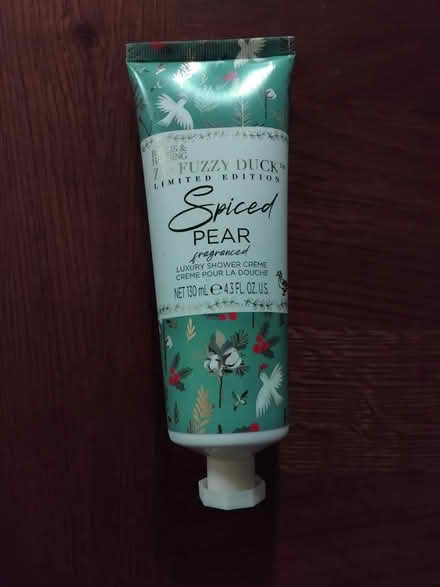 FUZZY DUCK
LIMITED EDITION
Spiced
PEAR
fragranced
LUXURY SHOWER CRÈME
CRÈME POUR LA DOUCHE
NET 130 mL ℮ 4.3 FL. OZ. U.S.